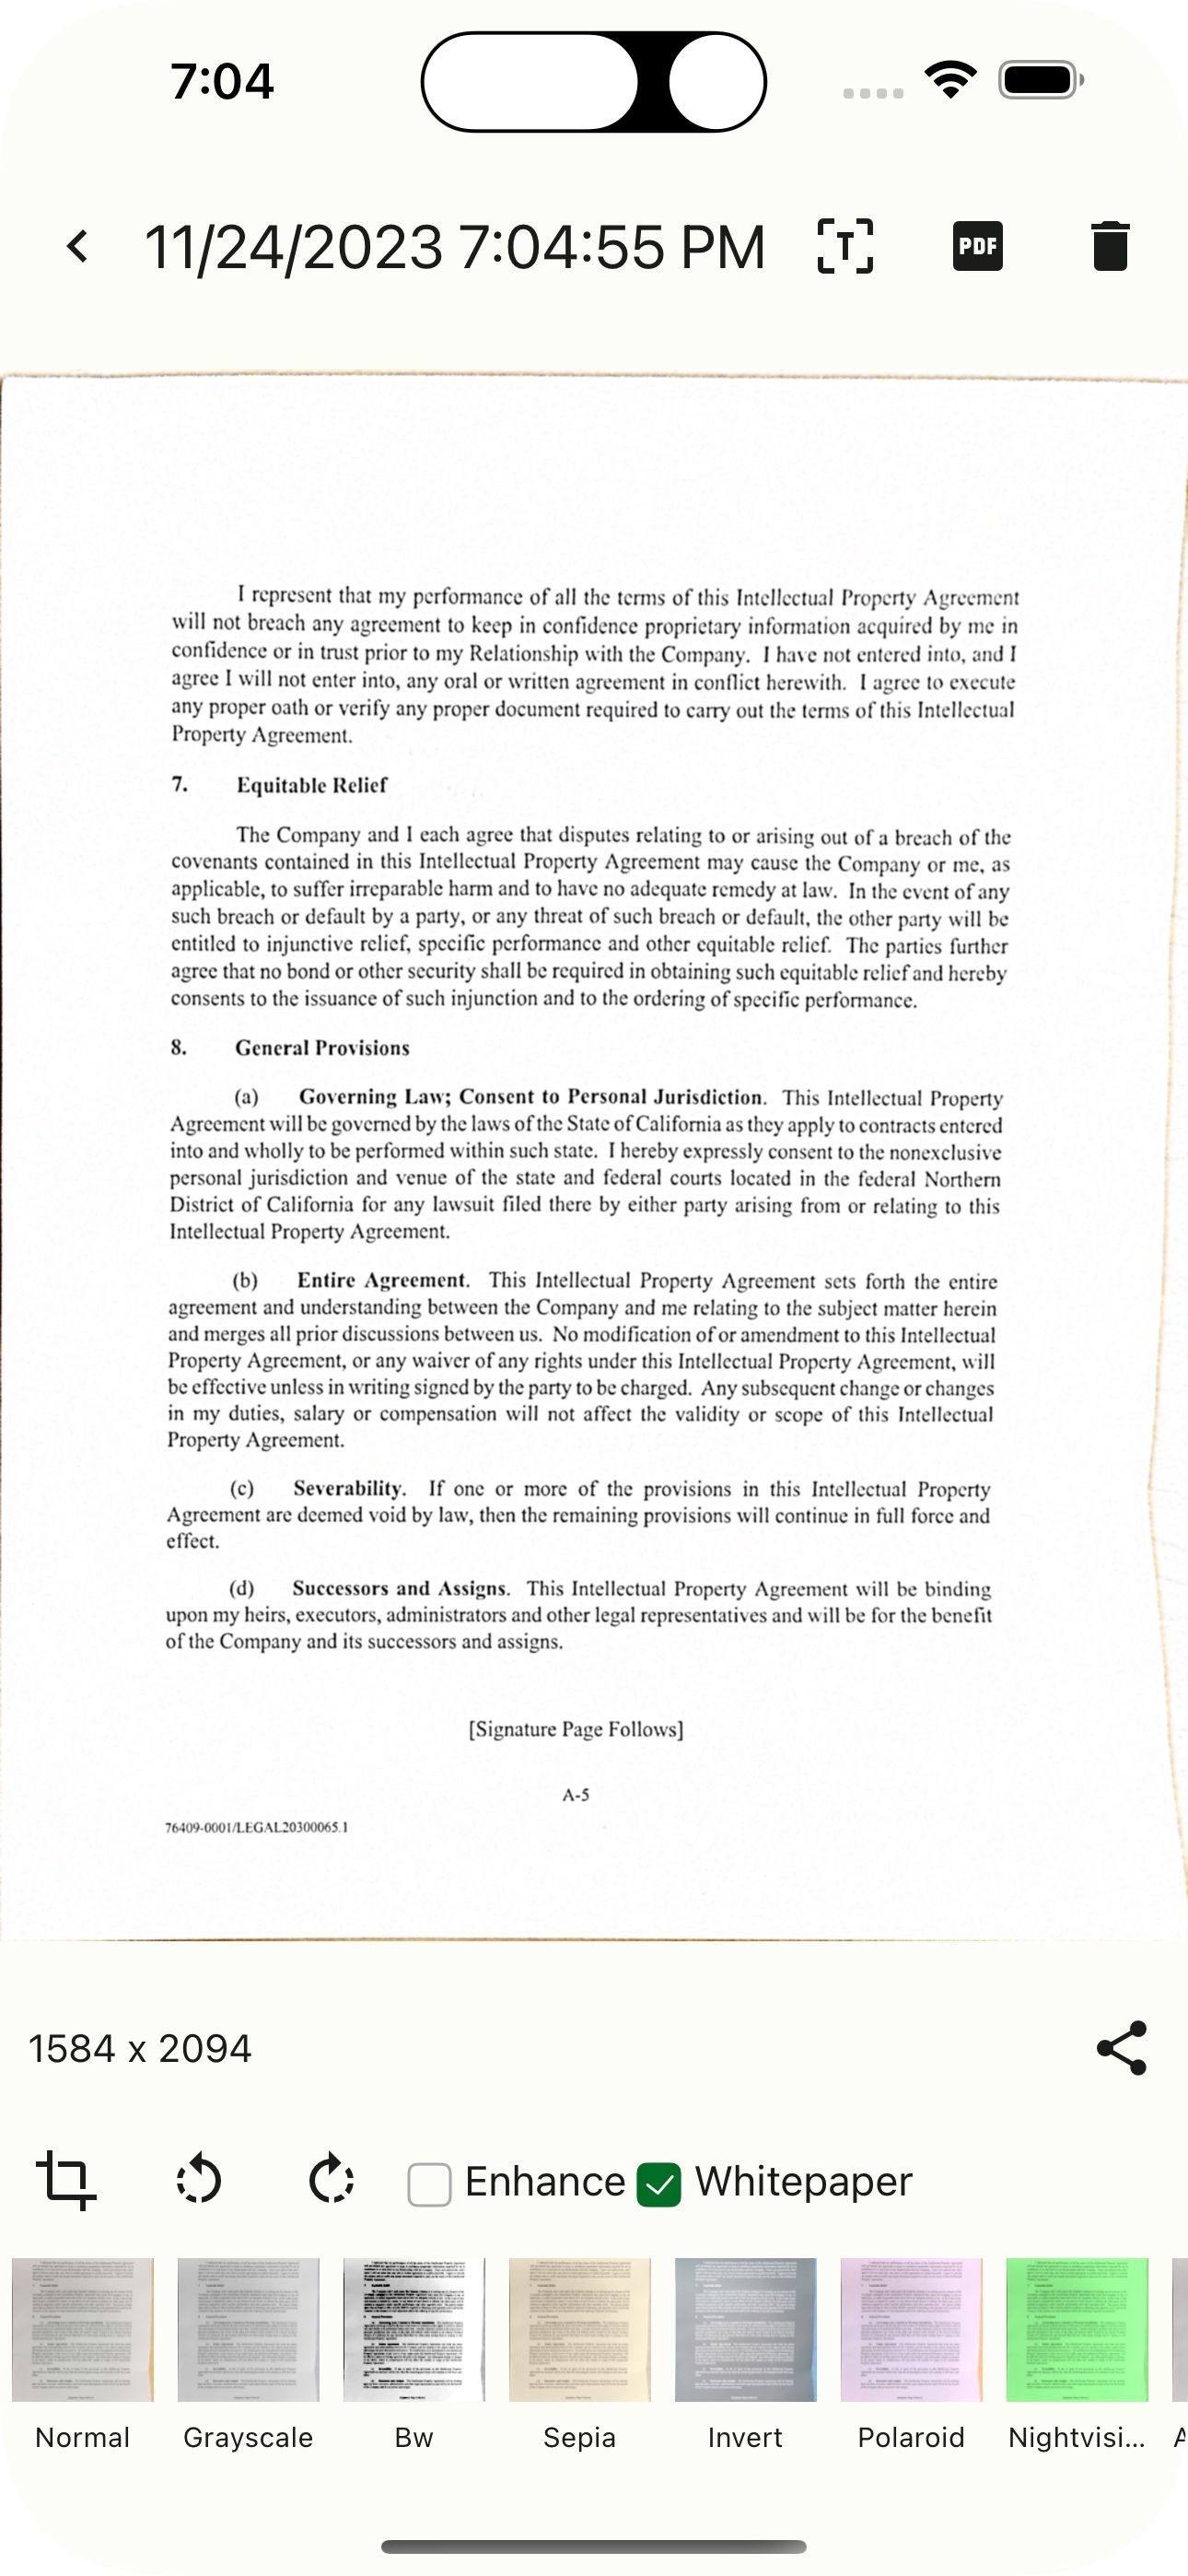 7:04
11/24/2023 7:04:55 PM
T
PDF
I represent that my performance of all the terms of this Intellectual Property Agreement
will not breach any agreement to keep in confidence proprietary information acquired by me in
confidence or in trust prior to my Relationship with the Company. I have not entered into, and I
agree I will not enter into, any oral or written agreement in conflict herewith. I agree to execute
any proper oath or verify any proper document required to carry out the terms of this Intellectual
Property Agreement.
7. Equitable Relief
The Company and I each agree that disputes relating to or arising out of a breach of the
covenants contained in this Intellectual Property Agreement may cause the Company or me, as
applicable, to suffer irreparable harm and to have no adequate remedy at law. In the event of any
such breach or default by a party, or any threat of such breach or default, the other party will be
entitled to injunctive relief, specific performance and other equitable relief. The parties further
agree that no bond or other security shall be required in obtaining such equitable relief and hereby
consents to the issuance of such injunction and to the ordering of specific performance.
8. General Provisions
(a) Governing Law; Consent to Personal Jurisdiction. This Intellectual Property
Agreement will be governed by the laws of the State of California as they apply to contracts entered
into and wholly to be performed within such state. I hereby expressly consent to the nonexclusive
personal jurisdiction and venue of the state and federal courts located in the federal Northern
District of California for any lawsuit filed there by either party arising from or relating to this
Intellectual Property Agreement.
(b) Entire Agreement. This Intellectual Property Agreement sets forth the entire
agreement and understanding between the Company and me relating to the subject matter herein
and merges all prior discussions between us. No modification of or amendment to this Intellectual
Property Agreement, or any waiver of any rights under this Intellectual Property Agreement, will
be effective unless in writing signed by the party to be charged. Any subsequent change or changes
in my duties, salary or compensation will not affect the validity or scope of this Intellectual
Property Agreement.
(c) Severability. If one or more of the provisions in this Intellectual Property
Agreement are deemed void by law, then the remaining provisions will continue in full force and
effect.
(d) Successors and Assigns. This Intellectual Property Agreement will be binding
upon my heirs, executors, administrators and other legal representatives and will be for the benefit
of the Company and its successors and assigns.
[Signature Page Follows]
A-5
76409-0001/LEGAL20300065.1
1584 x 2094
Enhance Whitepaper
Normal Grayscale Bw Sepia Invert Polaroid Nightvisi...